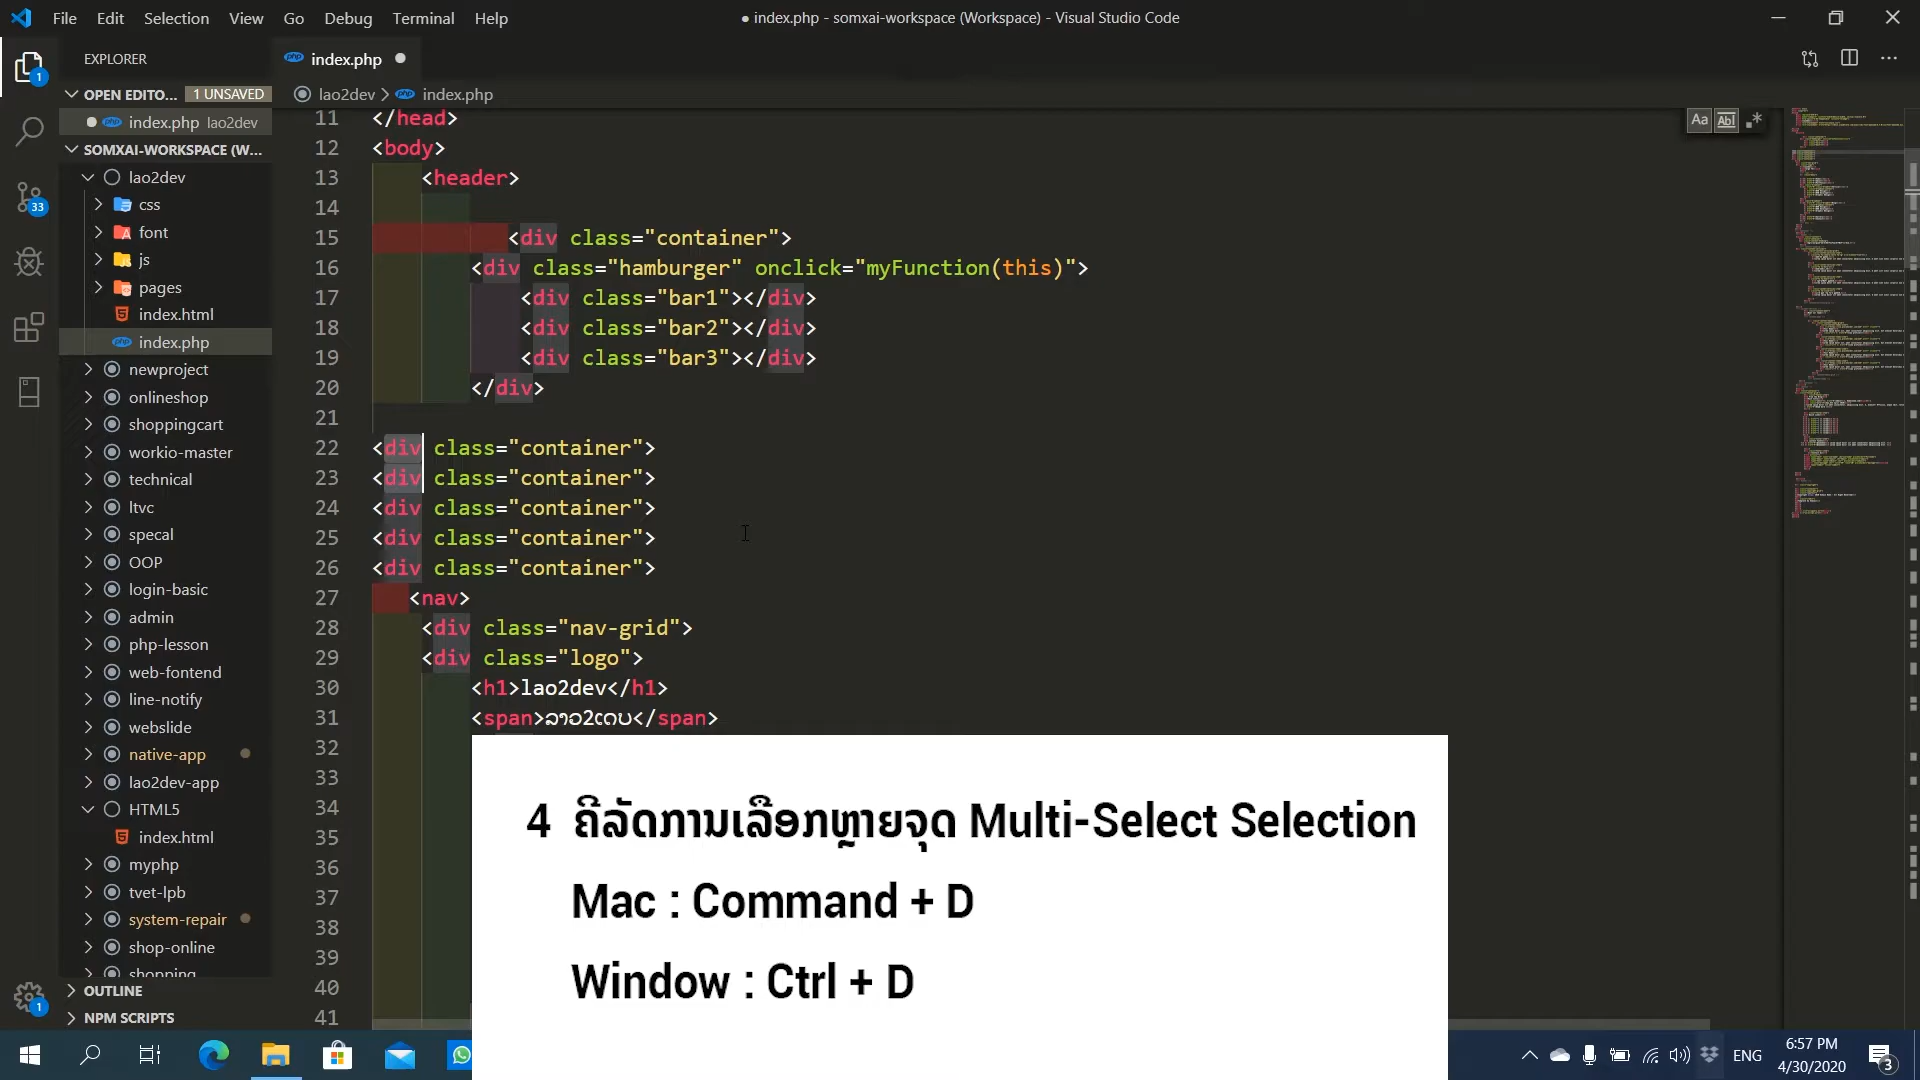 File Edit Selection View Go Debug Terminal Help
● index.php - somxai-workspace (Workspace) - Visual Studio Code
EXPLORER
index.php
OPEN EDITO... 1 UNSAVED
lao2dev > index.php
index.php lao2dev
SOMXAI-WORKSPACE (W...
lao2dev
css
font
js
pages
index.html
index.php
newproject
onlineshop
shoppingcart
workio-master
technical
ltvc
specal
OOP
login-basic
admin
php-lesson
web-fontend
line-notify
webslide
native-app
lao2dev-app
HTML5
index.html
myphp
tvet-lpb
system-repair
shop-online
shopping
OUTLINE
NPM SCRIPTS
1
33
1
Aa Abl .*
11 </head>
12 <body>
13 <header>
14
15 <div class="container">
16 <div class="hamburger" onclick="myFunction(this)">
17 <div class="bar1"></div>
18 <div class="bar2"></div>
19 <div class="bar3"></div>
20 </div>
21
22 <div class="container">
23 <div class="container">
24 <div class="container">
25 <div class="container">
26 <div class="container">
27 <nav>
28 <div class="nav-grid">
29 <div class="logo">
30 <h1>lao2dev</h1>
31 <span>ລາວ2ເດບ</span>
32
33
34
35
36
37
38
39
40
41
4 ຄີລັດການເລືອກຫຼາຍຈຸດ Multi-Select Selection
Mac : Command + D
Window : Ctrl + D
ENG
6:57 PM
4/30/2020
3